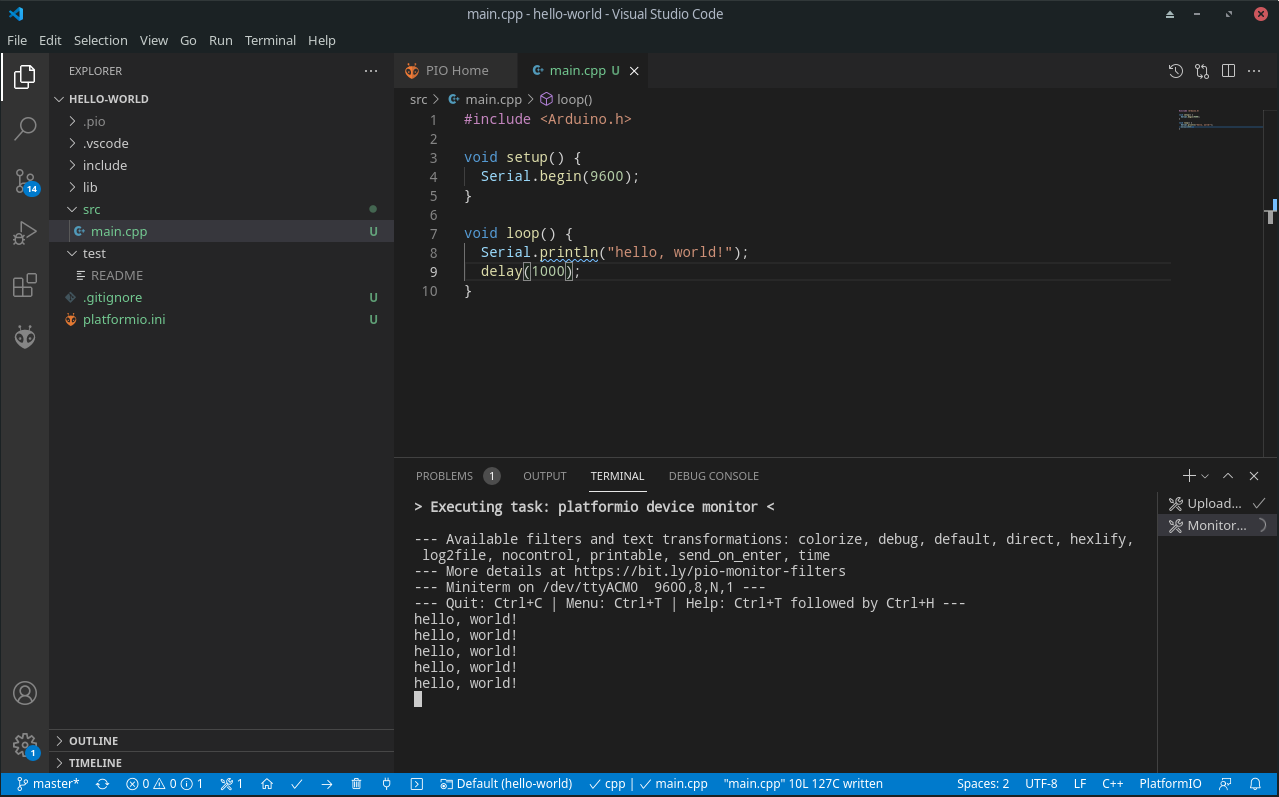 main.cpp - hello-world - Visual Studio Code
File Edit Selection View Go Run Terminal Help
EXPLORER
HELLO-WORLD
.pio
.vscode
include
lib
src
main.cpp U
test
README
.gitignore U
platformio.ini U
14
1
OUTLINE
TIMELINE
PIO Home main.cpp U
src > main.cpp > loop()
1 #include <Arduino.h>
2
3 void setup() {
4 Serial.begin(9600);
5 }
6
7 void loop() {
8 Serial.println("hello, world!");
9 delay(1000);
10 }
PROBLEMS 1 OUTPUT TERMINAL DEBUG CONSOLE
> Executing task: platformio device monitor <
--- Available filters and text transformations: colorize, debug, default, direct, hexlify,
log2file, nocontrol, printable, send_on_enter, time
--- More details at https://bit.ly/pio-monitor-filters
--- Miniterm on /dev/ttyACM0  9600,8,N,1 ---
--- Quit: Ctrl+C | Menu: Ctrl+T | Help: Ctrl+T followed by Ctrl+H ---
hello, world!
hello, world!
hello, world!
hello, world!
hello, world!
Upload...
Monitor...
master* 0 0 1 1 Default (hello-world) cpp | main.cpp "main.cpp" 10L 127C written Spaces: 2 UTF-8 LF C++ PlatformIO